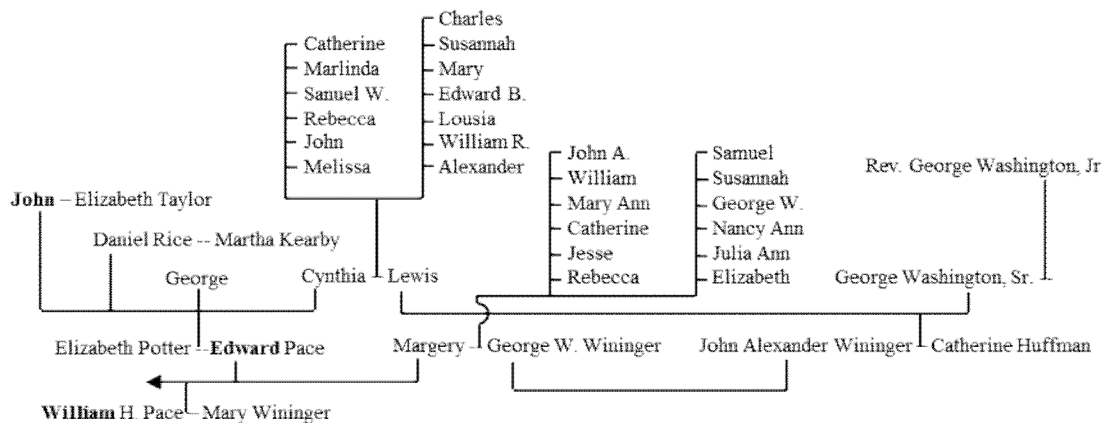 Charles
Catherine
Susannah
Marlinda
Mary
Sanuel W.
Edward B.
Rebecca
Lousia
John
William R.
Melissa
Alexander
John A.
William
Mary Ann
Catherine
Jesse
Rebecca
Samuel
Susannah
George W.
Nancy Ann
Julia Ann
Elizabeth
Rev. George Washington, Jr
John – Elizabeth Taylor
Daniel Rice -- Martha Kearby
George
Cynthia – Lewis
George Washington, Sr.
Elizabeth Potter -- Edward Pace
Margery – George W. Wininger
John Alexander Wininger – Catherine Huffman
William H. Pace – Mary Wininger